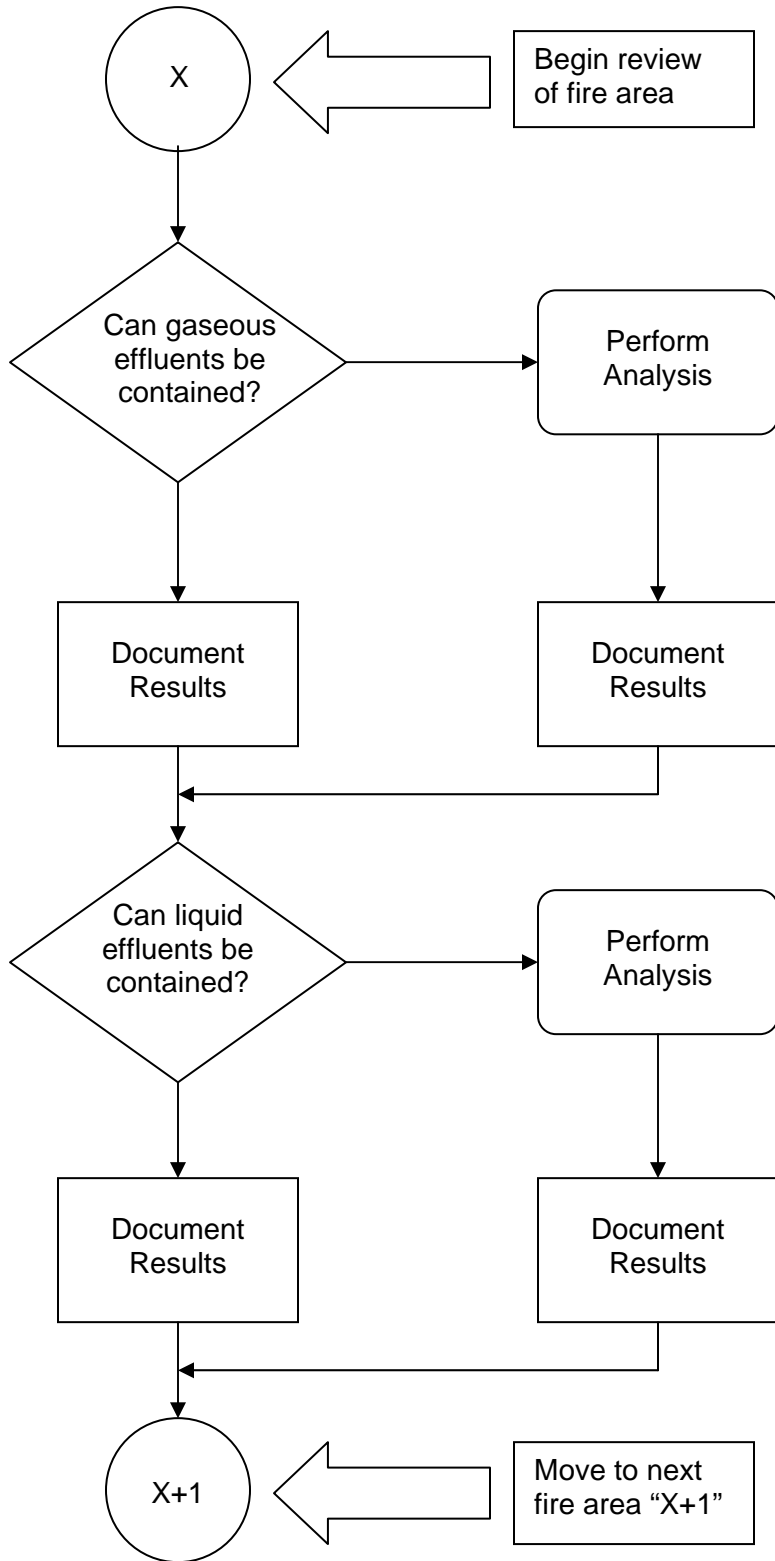 X
Begin review
of fire area
Can gaseous
effluents be
contained?
Perform
Analysis
Document
Results
Document
Results
Can liquid
effluents be
contained?
Perform
Analysis
Document
Results
Document
Results
X+1
Move to next
fire area “X+1”